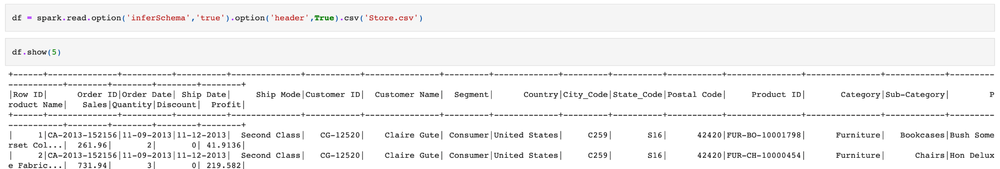 df = spark.read.option('inferSchema','true').option('header',True).csv('Store.csv')
df.show(5)
+------+--------------+----------+----------+--------------+-----------+---------------+---------+-------------+---------+----------+-----------+---------------+---------------+------------+---------
-----------+--------+--------+--------+--------+
|Row ID|      Order ID|Order Date| Ship Date|     Ship Mode|Customer ID|  Customer Name|  Segment|      Country|City_Code|State_Code|Postal Code|     Product ID|       Category|Sub-Category|        P
roduct Name|   Sales|Quantity|Discount|  Profit|
+------+--------------+----------+----------+--------------+-----------+---------------+---------+-------------+---------+----------+-----------+---------------+---------------+------------+---------
-----------+--------+--------+--------+--------+
|     1|CA-2013-152156|11-09-2013|11-12-2013|  Second Class|   CG-12520|    Claire Gute| Consumer|United States|     C259|       S16|      42420|FUR-BO-10001798|      Furniture|   Bookcases|Bush Some
rset Col...|  261.96|       2|       0| 41.9136|
|     2|CA-2013-152156|11-09-2013|11-12-2013|  Second Class|   CG-12520|    Claire Gute| Consumer|United States|     C259|       S16|      42420|FUR-CH-10000454|      Furniture|      Chairs|Hon Delux
e Fabric...|  731.94|       3|       0| 219.582|